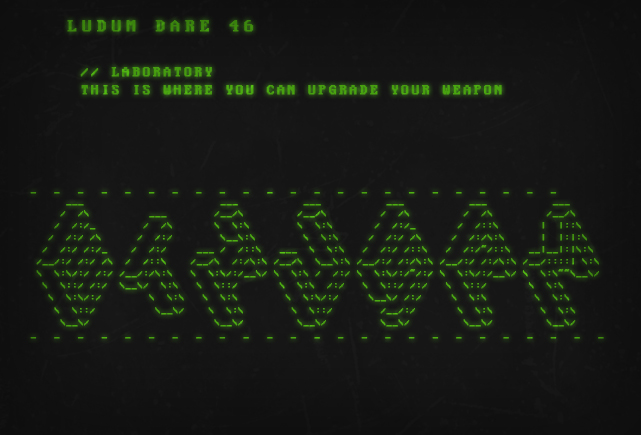 LUDUM DARE 46
// LABORATORY
THIS IS WHERE YOU CAN UPGRADE YOUR WEAPON